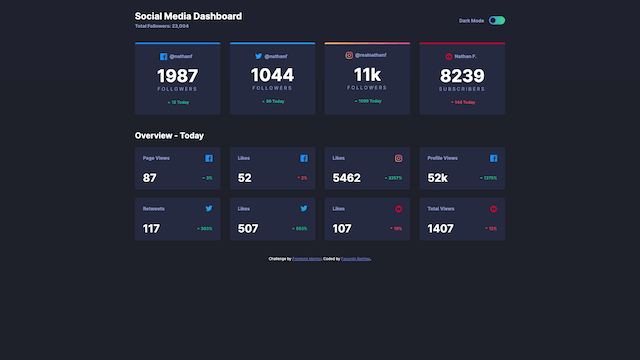 Social Media Dashboard
Total Followers: 23,004
Dark Mode
@nathanf
1987
FOLLOWERS
12 Today
@nathanf
1044
FOLLOWERS
99 Today
@realnathanf
11k
FOLLOWERS
1099 Today
Nathan F.
8239
SUBSCRIBERS
144 Today
Overview - Today
Page Views
87
3%
Likes
52
2%
Likes
5462
2257%
Profile Views
52k
1375%
Retweets
117
303%
Likes
507
553%
Likes
107
19%
Total Views
1407
12%
Challenge by Frontend Mentor. Coded by